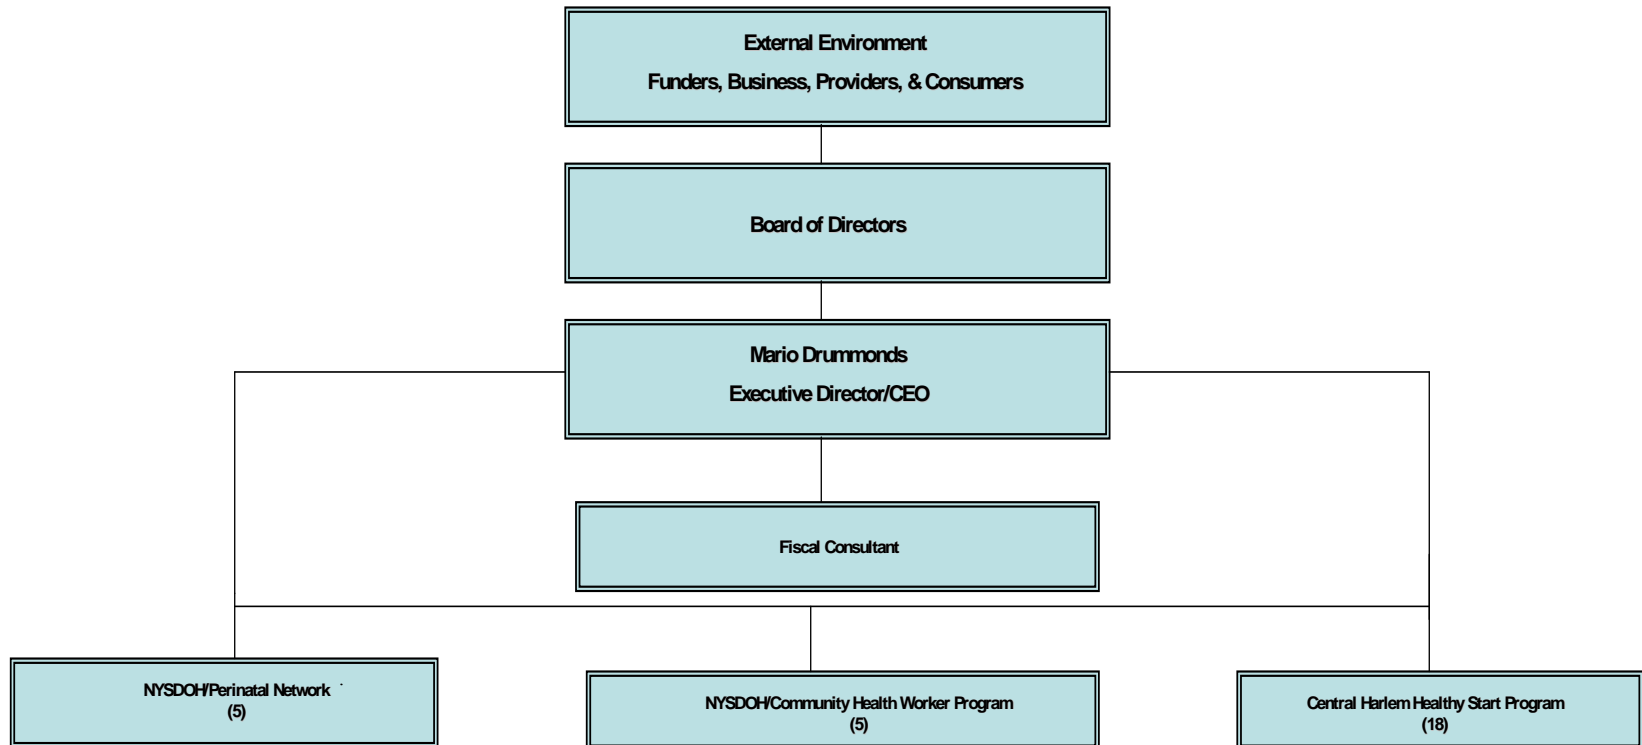 External Environment
Funders, Business, Providers, & Consumers
Board of Directors
Mario Drummonds
Executive Director/CEO
Fiscal Consultant
NYSDOH/Perinatal Network
(5)
NYSDOH/Community Health Worker Program
(5)
Central Harlem Healthy Start Program
(18)